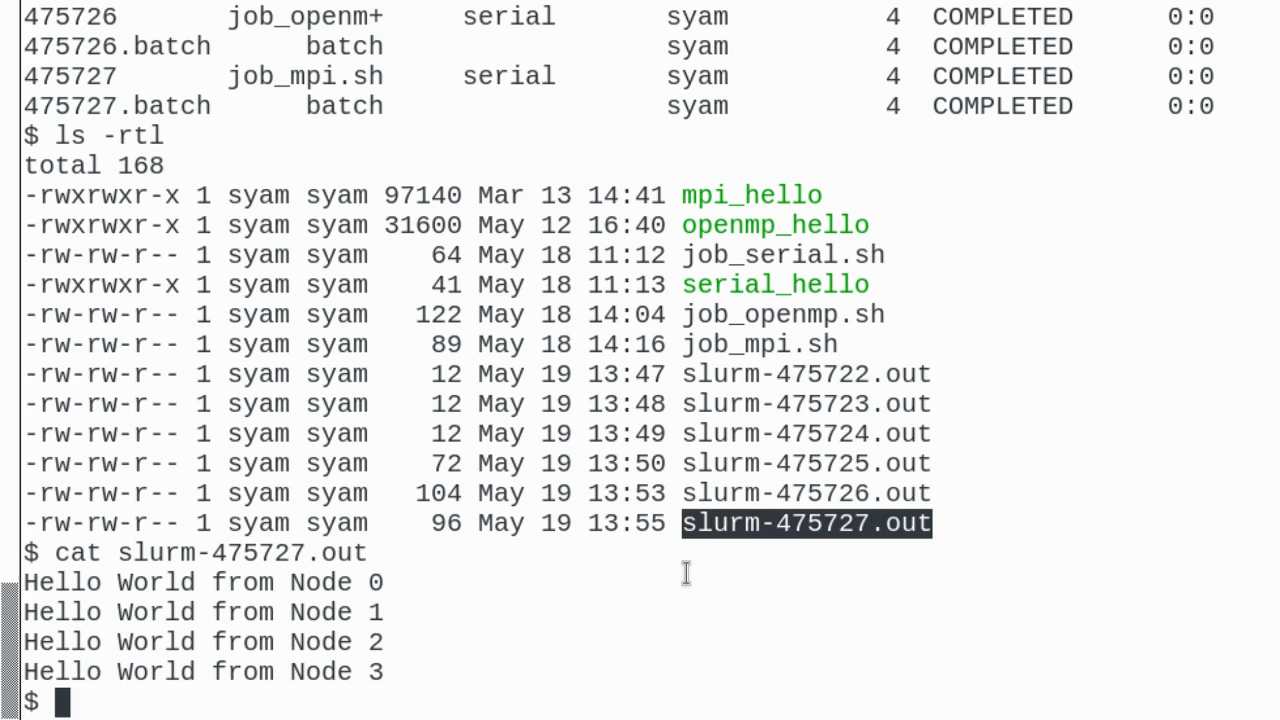 475726       job_openm+     serial       syam          4  COMPLETED      0:0
475726.batch      batch                  syam          4  COMPLETED      0:0
475727       job_mpi.sh     serial       syam          4  COMPLETED      0:0
475727.batch      batch                  syam          4  COMPLETED      0:0
$ ls -rtl
total 168
-rwxrwxr-x 1 syam syam 97140 Mar 13 14:41 mpi_hello
-rwxrwxr-x 1 syam syam 31600 May 12 16:40 openmp_hello
-rw-rw-r-- 1 syam syam    64 May 18 11:12 job_serial.sh
-rwxrwxr-x 1 syam syam    41 May 18 11:13 serial_hello
-rw-rw-r-- 1 syam syam   122 May 18 14:04 job_openmp.sh
-rw-rw-r-- 1 syam syam    89 May 18 14:16 job_mpi.sh
-rw-rw-r-- 1 syam syam    12 May 19 13:47 slurm-475722.out
-rw-rw-r-- 1 syam syam    12 May 19 13:48 slurm-475723.out
-rw-rw-r-- 1 syam syam    12 May 19 13:49 slurm-475724.out
-rw-rw-r-- 1 syam syam    72 May 19 13:50 slurm-475725.out
-rw-rw-r-- 1 syam syam   104 May 19 13:53 slurm-475726.out
-rw-rw-r-- 1 syam syam    96 May 19 13:55 slurm-475727.out
$ cat slurm-475727.out
Hello World from Node 0
Hello World from Node 1
Hello World from Node 2
Hello World from Node 3
$